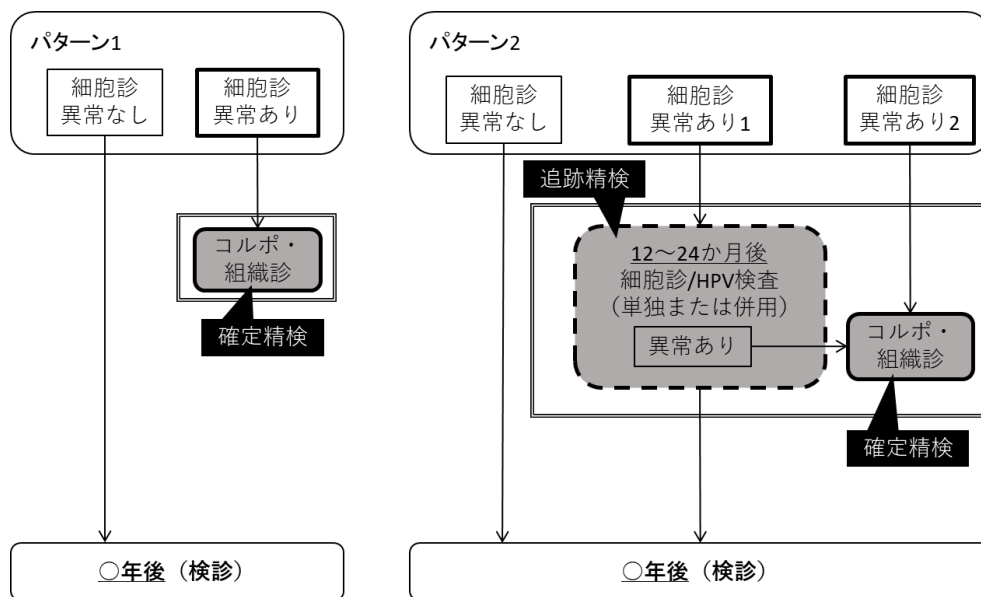 パターン1
細胞診
異常なし
細胞診
異常あり
コルポ・
組織診
確定精検
○年後（検診）
パターン2
細胞診
異常なし
細胞診
異常あり1
細胞診
異常あり2
追跡精検
12～24か月後
細胞診/HPV検査
（単独または併用）
異常あり
コルポ・
組織診
確定精検
○年後（検診）